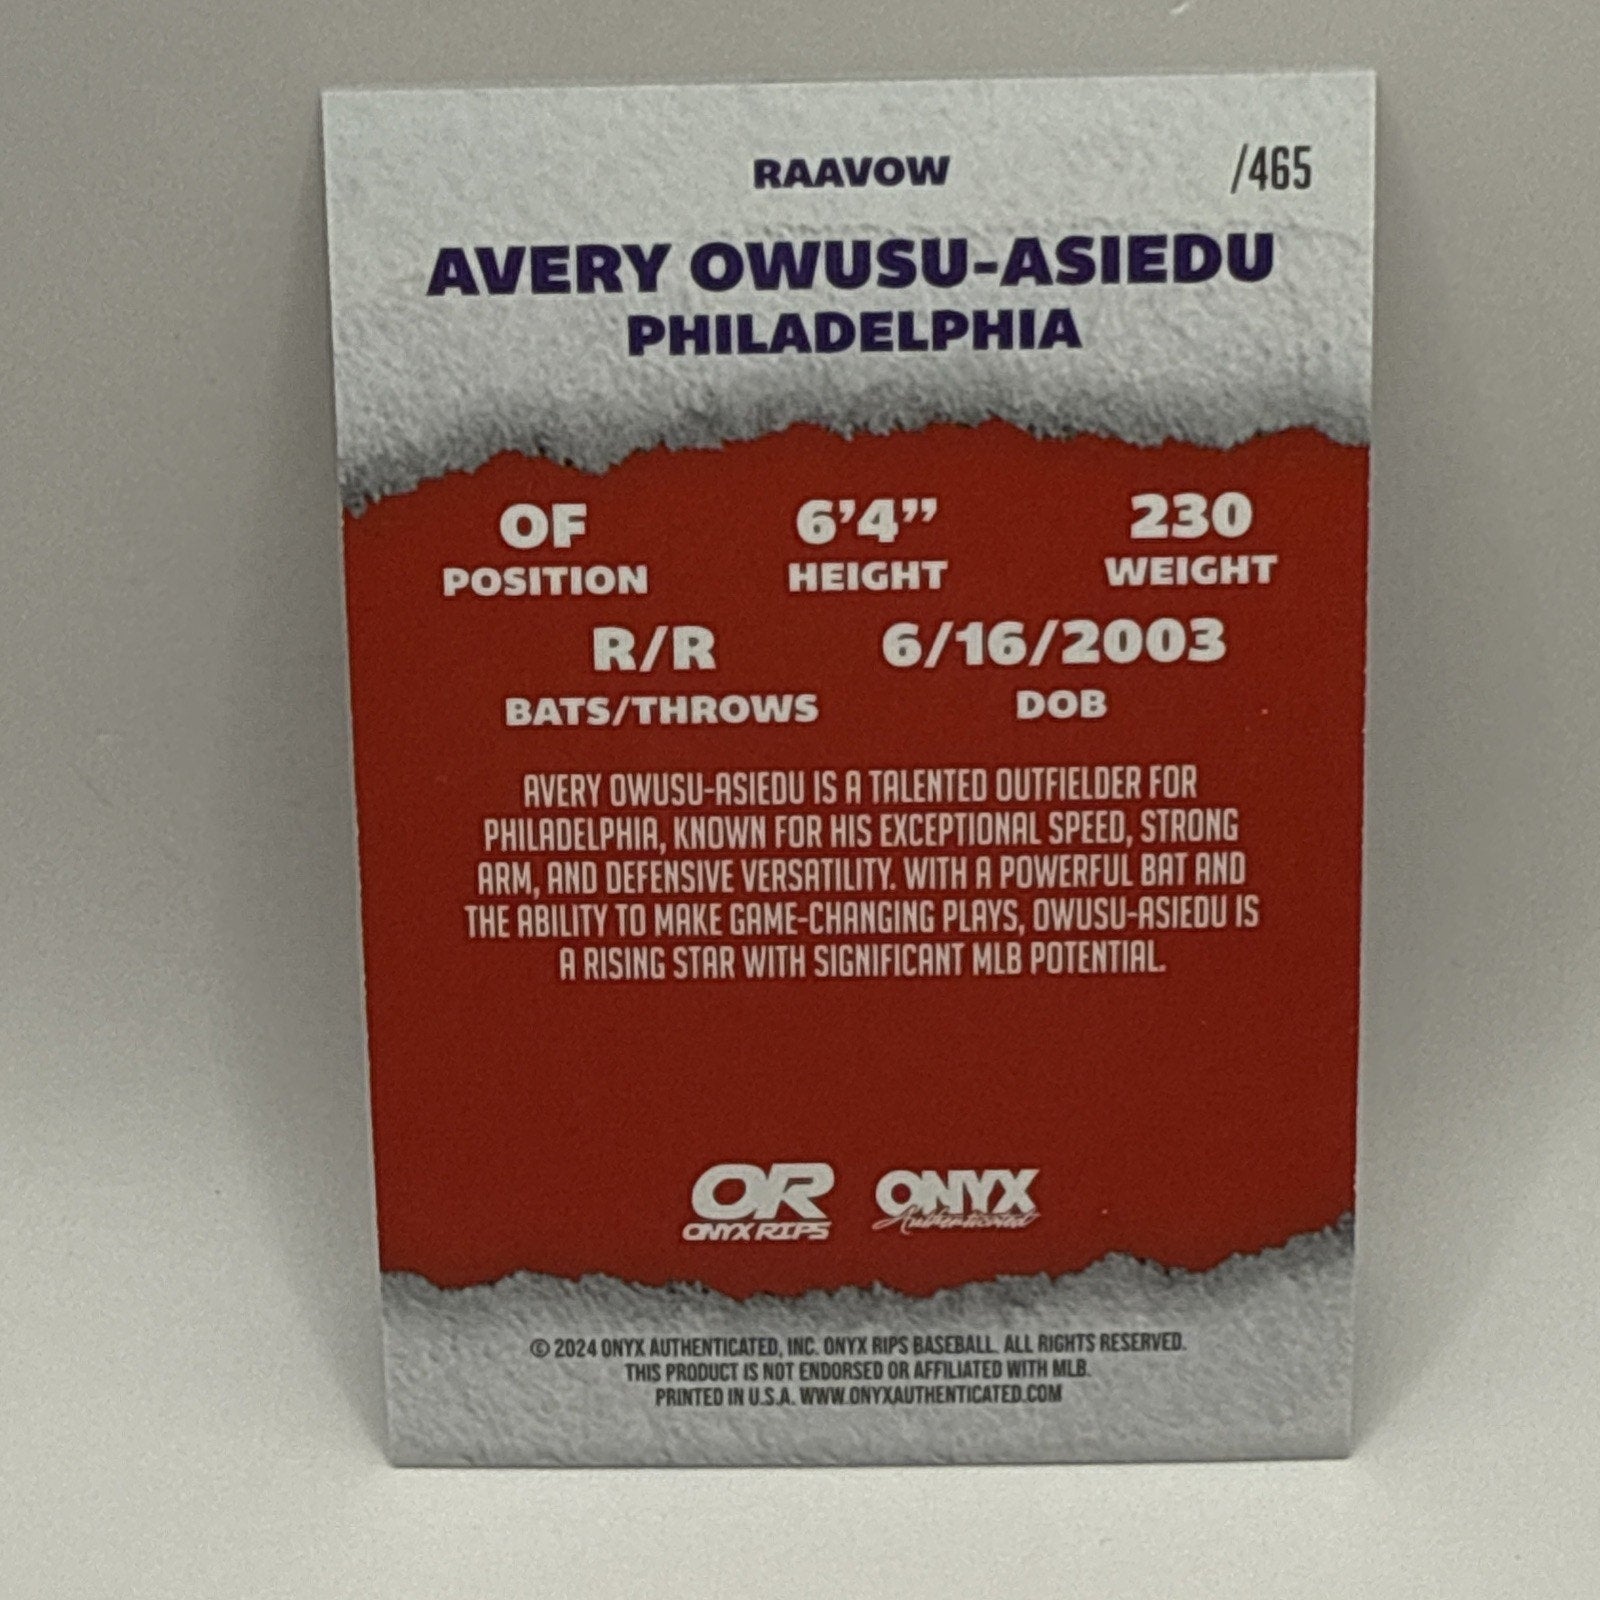 RAAVOW
/465
AVERY OWUSU-ASIEDU
PHILADELPHIA
OF 6’4” 230
POSITION HEIGHT WEIGHT
R/R 6/16/2003
BATS/THROWS DOB
AVERY OWUSU-ASIEDU IS A TALENTED OUTFIELDER FOR
PHILADELPHIA, KNOWN FOR HIS EXCEPTIONAL SPEED, STRONG
ARM, AND DEFENSIVE VERSATILITY. WITH A POWERFUL BAT AND
THE ABILITY TO MAKE GAME-CHANGING PLAYS, OWUSU-ASIEDU IS
A RISING STAR WITH SIGNIFICANT MLB POTENTIAL.
OR ONYX
ONYX RIPS Authenticated
© 2024 ONYX AUTHENTICATED, INC. ONYX RIPS BASEBALL. ALL RIGHTS RESERVED.
THIS PRODUCT IS NOT ENDORSED OR AFFILIATED WITH MLB.
PRINTED IN U.S.A. WWW.ONYXAUTHENTICATED.COM